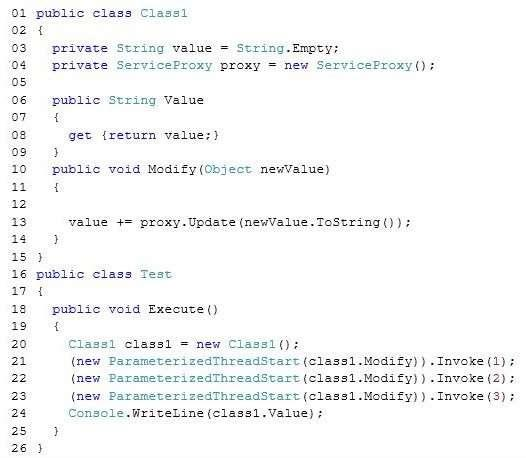 01 public class Class1
02 {
03   private String value = String.Empty;
04   private ServiceProxy proxy = new ServiceProxy();
05
06   public String Value
07   {
08     get {return value;}
09   }
10   public void Modify(Object newValue)
11   {
12
13     value += proxy.Update(newValue.ToString());
14   }
15 }
16 public class Test
17 {
18   public void Execute()
19   {
20     Class1 class1 = new Class1();
21     (new ParameterizedThreadStart(class1.Modify)).Invoke(1);
22     (new ParameterizedThreadStart(class1.Modify)).Invoke(2);
23     (new ParameterizedThreadStart(class1.Modify)).Invoke(3);
24     Console.WriteLine(class1.Value);
25   }
26 }